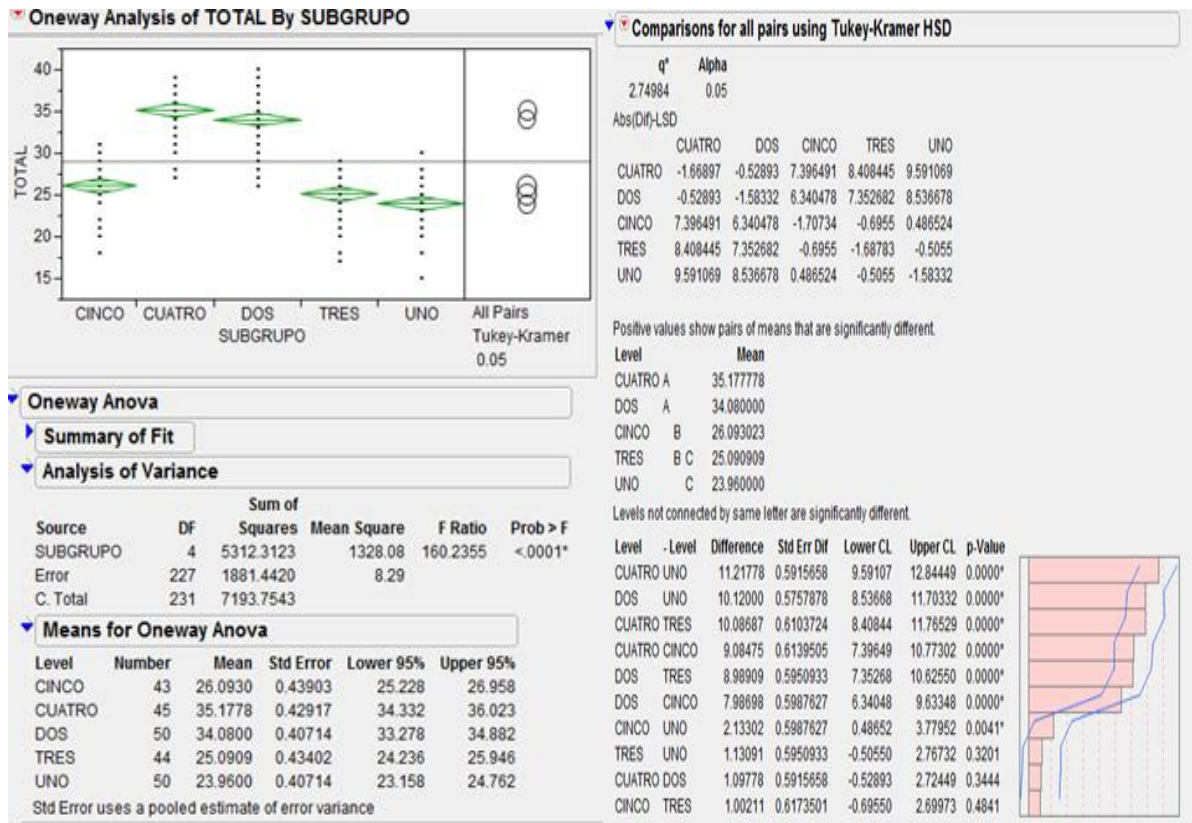 Oneway Analysis of TOTAL By SUBGRUPO
40
35
30
25
20
15
TOTAL
CINCO CUATRO DOS TRES UNO
SUBGRUPO
All Pairs
Tukey-Kramer
0.05
Oneway Anova
Summary of Fit
Analysis of Variance
Source DF Sum of Squares Mean Square F Ratio Prob > F
SUBGRUPO 4 5312.3123 1328.08 160.2355 <.0001*
Error 227 1881.4420 8.29
C. Total 231 7193.7543
Means for Oneway Anova
Level Number Mean Std Error Lower 95% Upper 95%
CINCO 43 26.0930 0.43903 25.228 26.958
CUATRO 45 35.1778 0.42917 34.332 36.023
DOS 50 34.0800 0.40714 33.278 34.882
TRES 44 25.0909 0.43402 24.236 25.946
UNO 50 23.9600 0.40714 23.158 24.762
Std Error uses a pooled estimate of error variance
Comparisons for all pairs using Tukey-Kramer HSD
q* Alpha
2.74984 0.05
Abs(Dif)-LSD
CUATRO DOS CINCO TRES UNO
CUATRO -1.66897 -0.52893 7.396491 8.408445 9.591069
DOS -0.52893 -1.58332 6.340478 7.352682 8.536678
CINCO 7.396491 6.340478 -1.70734 -0.6955 0.486524
TRES 8.408445 7.352682 -0.6955 -1.68783 -0.5055
UNO 9.591069 8.536678 0.486524 -0.5055 -1.58332
Positive values show pairs of means that are significantly different.
Level Mean
CUATRO A 35.177778
DOS A 34.080000
CINCO B 26.093023
TRES B C 25.090909
UNO C 23.960000
Levels not connected by same letter are significantly different.
Level - Level Difference Std Err Dif Lower CL Upper CL p-Value
CUATRO UNO 11.21778 0.5915658 9.59107 12.84449 0.0000*
DOS UNO 10.12000 0.5757878 8.53668 11.70332 0.0000*
CUATRO TRES 10.08687 0.6103724 8.40844 11.76529 0.0000*
CUATRO CINCO 9.08475 0.6139505 7.39649 10.77302 0.0000*
DOS TRES 8.98909 0.5950933 7.35268 10.62550 0.0000*
DOS CINCO 7.98698 0.5987627 6.34048 9.63348 0.0000*
CINCO UNO 2.13302 0.5987627 0.48652 3.77952 0.0041*
TRES UNO 1.13091 0.5950933 -0.50550 2.76732 0.3201
CUATRO DOS 1.09778 0.5915658 -0.52893 2.72449 0.3444
CINCO TRES 1.00211 0.6173501 -0.69550 2.69973 0.4841